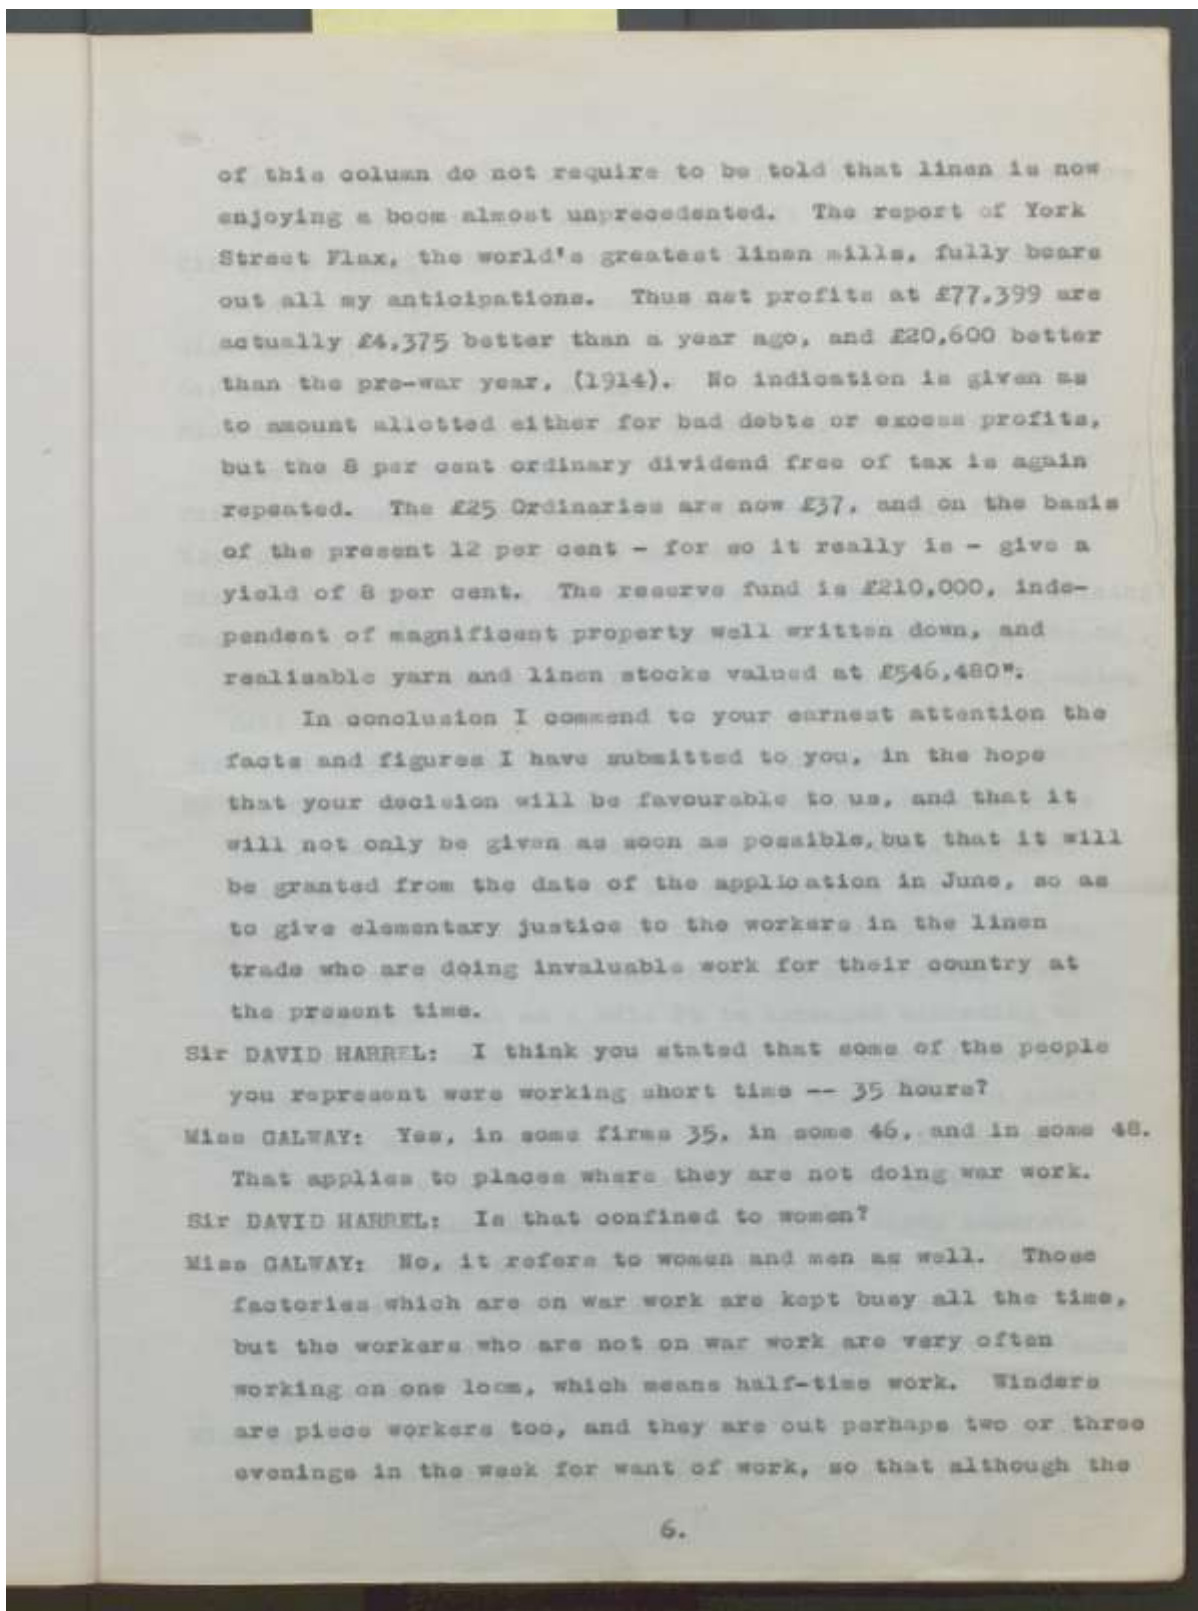 of this column do not require to be told that linen is now
enjoying a boom almost unprecedented. The report of York
Street Flax, the world's greatest linen mills, fully bears
out all my anticipations. Thus net profits at £77,399 are
actually £4,375 better than a year ago, and £20,600 better
than the pre-war year, (1914). No indication is given as
to amount allotted either for bad debts or excess profits,
but the 8 per cent ordinary dividend free of tax is again
repeated. The £25 Ordinaries are now £37, and on the basis
of the present 12 per cent - for so it really is - give a
yield of 8 per cent. The reserve fund is £210,000, inde-
pendent of magnificent property well written down, and
realisable yarn and linen stocks valued at £546,480".
In conclusion I commend to your earnest attention the
facts and figures I have submitted to you, in the hope
that your decision will be favourable to us, and that it
will not only be given as soon as possible, but that it will
be granted from the date of the application in June, so as
to give elementary justice to the workers in the linen
trade who are doing invaluable work for their country at
the present time.
Sir DAVID HARREL: I think you stated that some of the people
you represent were working short time -- 35 hours?
Miss GALWAY: Yes, in some firms 35, in some 46, and in some 48.
That applies to places where they are not doing war work.
Sir DAVID HARREL: Is that confined to women?
Miss GALWAY: No, it refers to women and men as well. Those
factories which are on war work are kept busy all the time,
but the workers who are not on war work are very often
working on one loom, which means half-time work. Winders
are piece workers too, and they are out perhaps two or three
evenings in the week for want of work, so that although the
6.